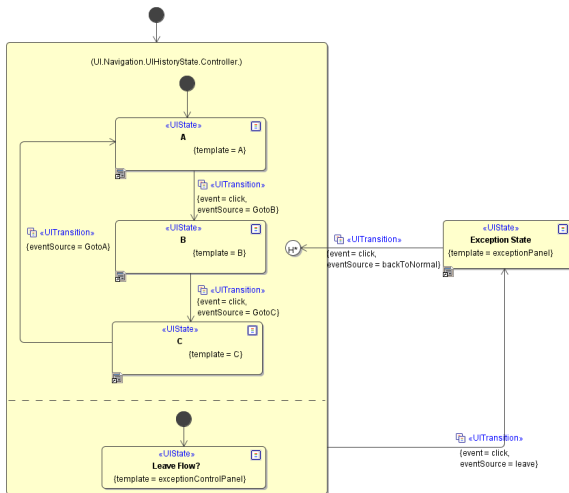 (UI.Navigation.UIHistoryState.Controller.)
«UIState»
A
{template = A}
«UITransition»
{event = click,
eventSource = GotoB}
«UITransition»
{eventSource = GotoA}
«UIState»
B
{template = B}
«UITransition»
{event = click,
eventSource = GotoC}
«UIState»
C
{template = C}
H*
«UITransition»
{event = click,
eventSource = backToNormal}
«UIState»
Exception State
{template = exceptionPanel}
«UIState»
Leave Flow?
{template = exceptionControlPanel}
«UITransition»
{event = click,
eventSource = leave}